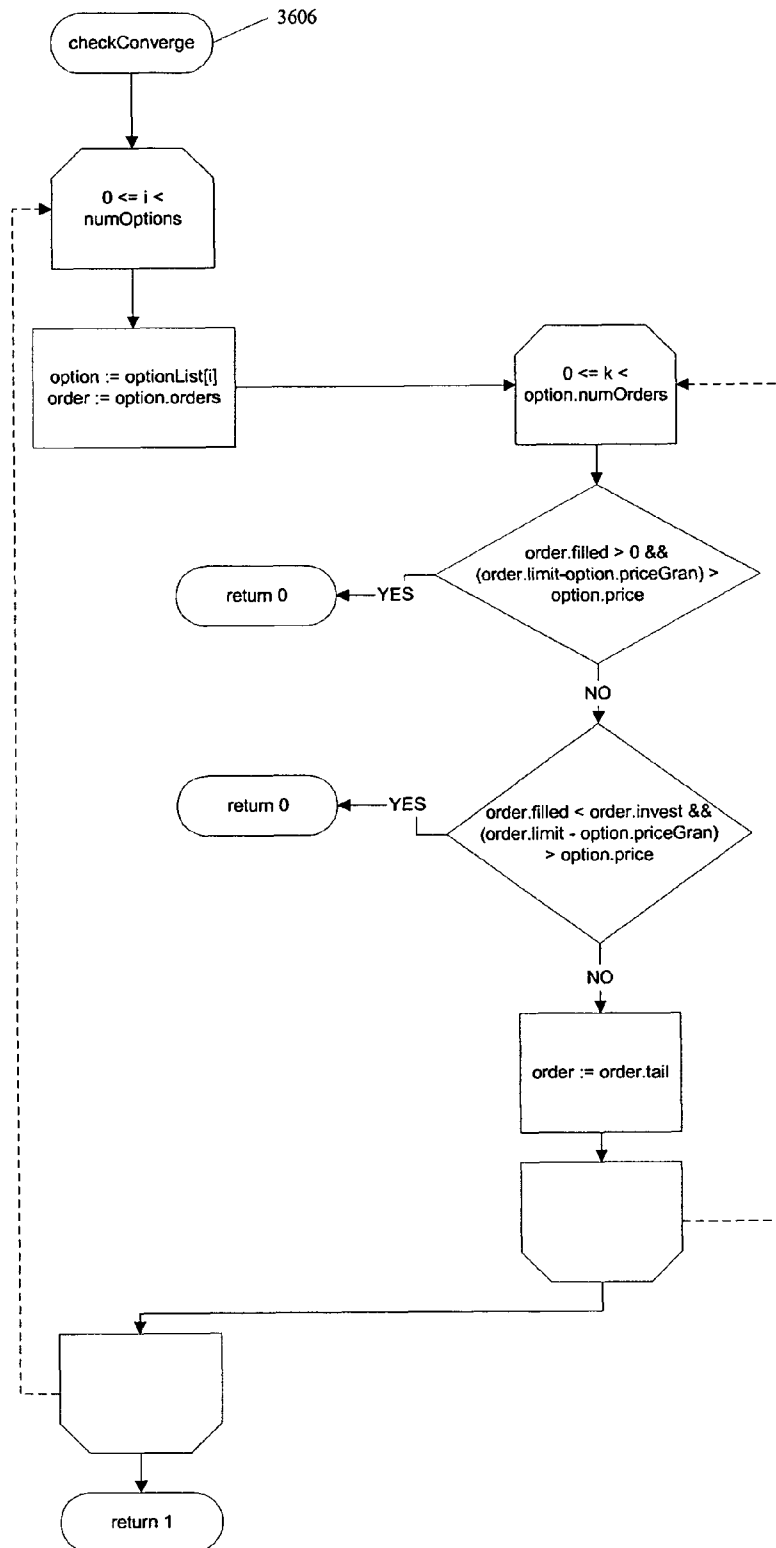 3606
checkConverge
0 <= i <
numOptions
option := optionList[i]
order := option.orders
0 <= k <
option.numOrders
order.filled > 0 &&
(order.limit-option.priceGran) >
option.price
YES
return 0
NO
order.filled < order.invest &&
(order.limit - option.priceGran)
> option.price
YES
return 0
NO
order := order.tail
return 1